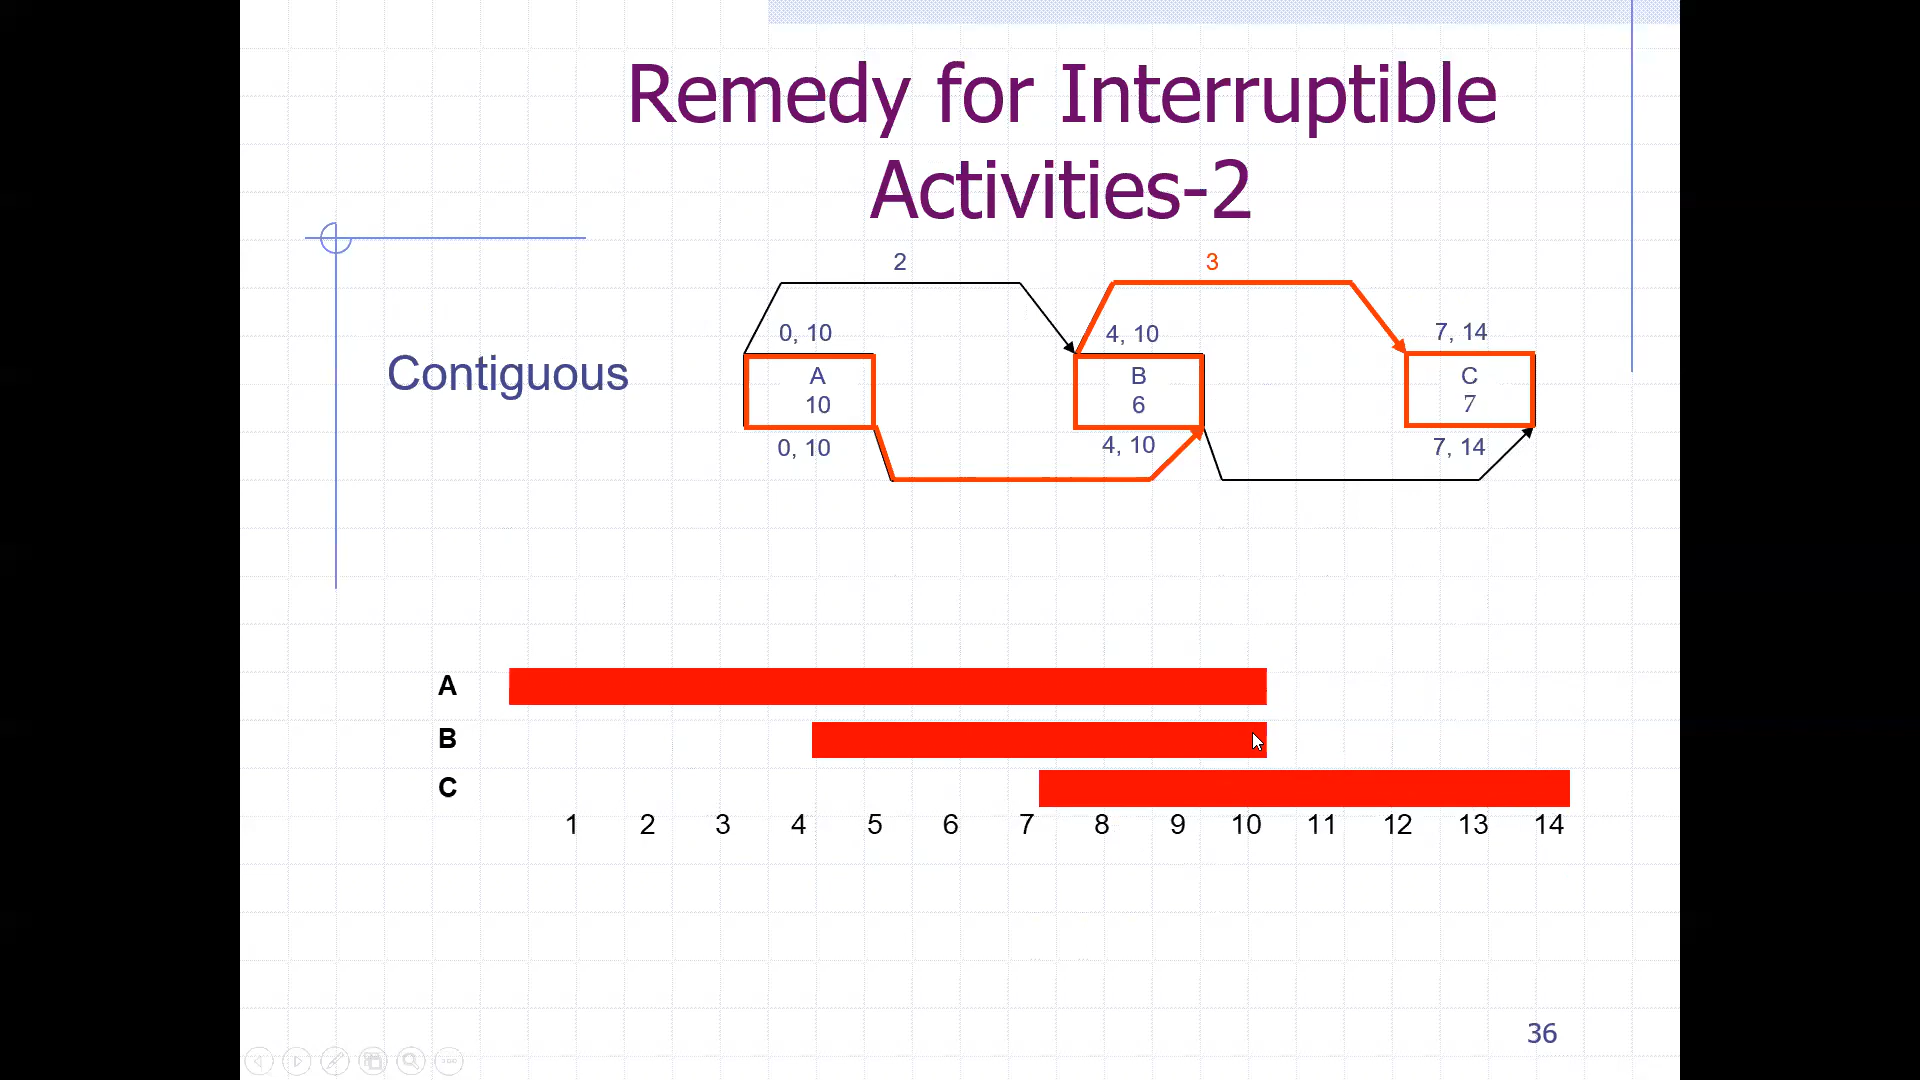 Remedy for Interruptible
Activities-2
2
3
0, 10
4, 10
7, 14
Contiguous
A
10
B
6
C
7
0, 10
4, 10
7, 14
A
B
C
1 2 3 4 5 6 7 8 9 10 11 12 13 14
36